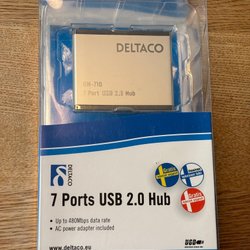 DELTACO
UH-710
7 Port USB 2.0 Hub
DELTACO
7 Ports USB 2.0 Hub
• Up to 480Mbps data rate
• AC power adapter included
www.deltaco.eu
USB